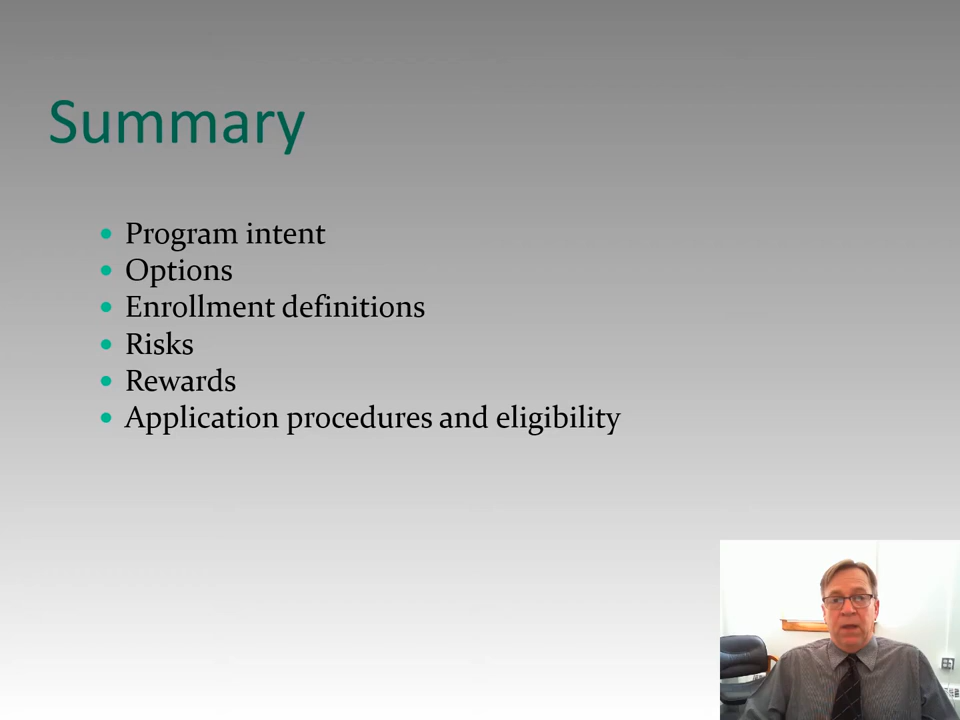 Summary
Program intent
Options
Enrollment definitions
Risks
Rewards
Application procedures and eligibility